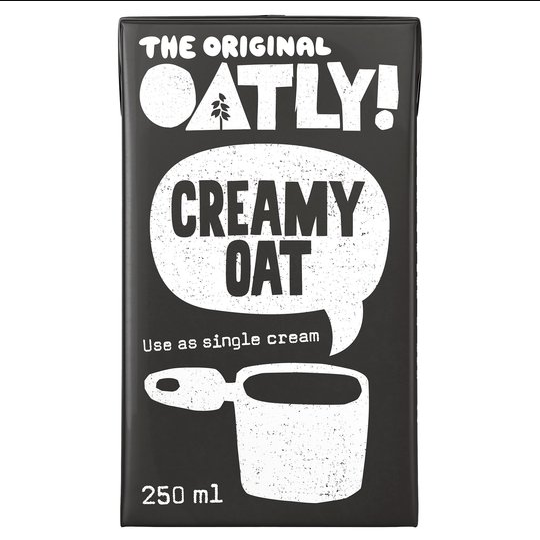 THE ORIGINAL
OATLY!
CREAMY
OAT
Use as single cream
250 ml